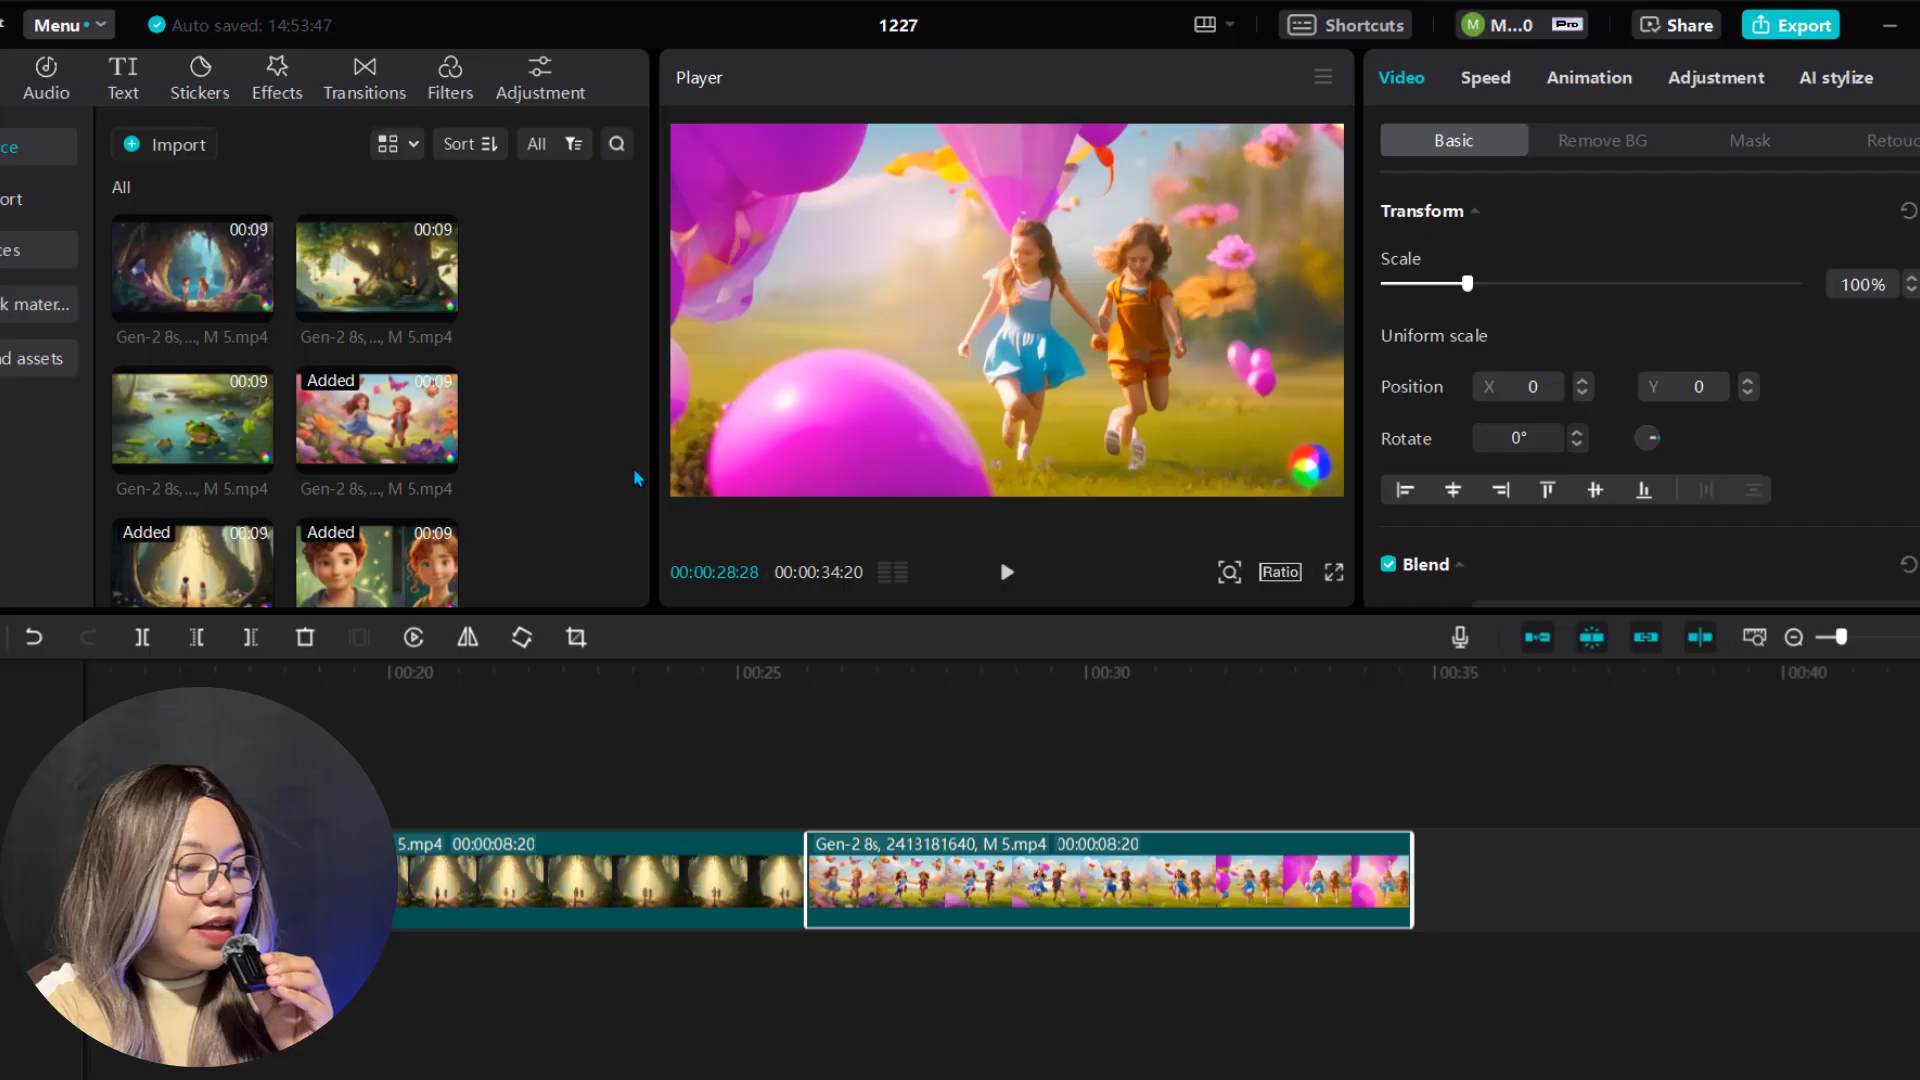 Menu
Auto saved: 14:53:47
1227
Shortcuts
M
M...0
Pro
Share
Export
Audio
Text
Stickers
Effects
Transitions
Filters
Adjustment
Player
Video
Speed
Animation
Adjustment
AI stylize
ce
ort
ces
k mater...
d assets
Import
Sort
All
All
00:09
Gen-2 8s,..., M 5.mp4
00:09
Gen-2 8s,..., M 5.mp4
00:09
Gen-2 8s,..., M 5.mp4
Added
00:09
Gen-2 8s,..., M 5.mp4
Added
00:09
Added
00:09
00:00:28:28
00:00:34:20
Ratio
Basic
Remove BG
Mask
Retouc
Transform
Scale
100%
Uniform scale
Position
X
0
Y
0
Rotate
0°
Blend
00:20
00:25
00:30
00:35
00:40
5.mp4
00:00:08:20
Gen-2 8s, 2413181640, M 5.mp4
00:00:08:20